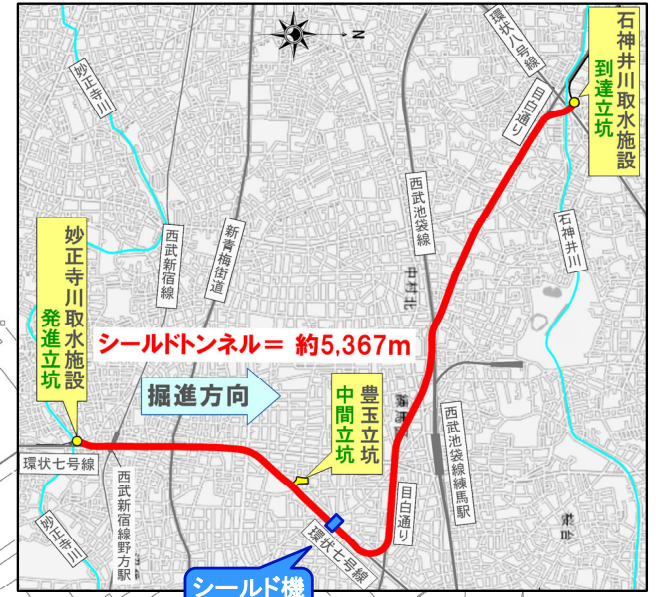 石神井川取水施設
到達立坑
環状八号線
目白通り
石神井川
妙正寺川
西武新宿線
新青梅街道
西武池袋線
中村北
N
妙正寺川取水施設
発進立坑
シールドトンネル＝ 約5,367m
掘進方向
豊玉立坑
中間立坑
環状七号線
西武新宿線野方駅
妙正寺川
環状七号線
目白通り
西武池袋線練馬駅
シールド機